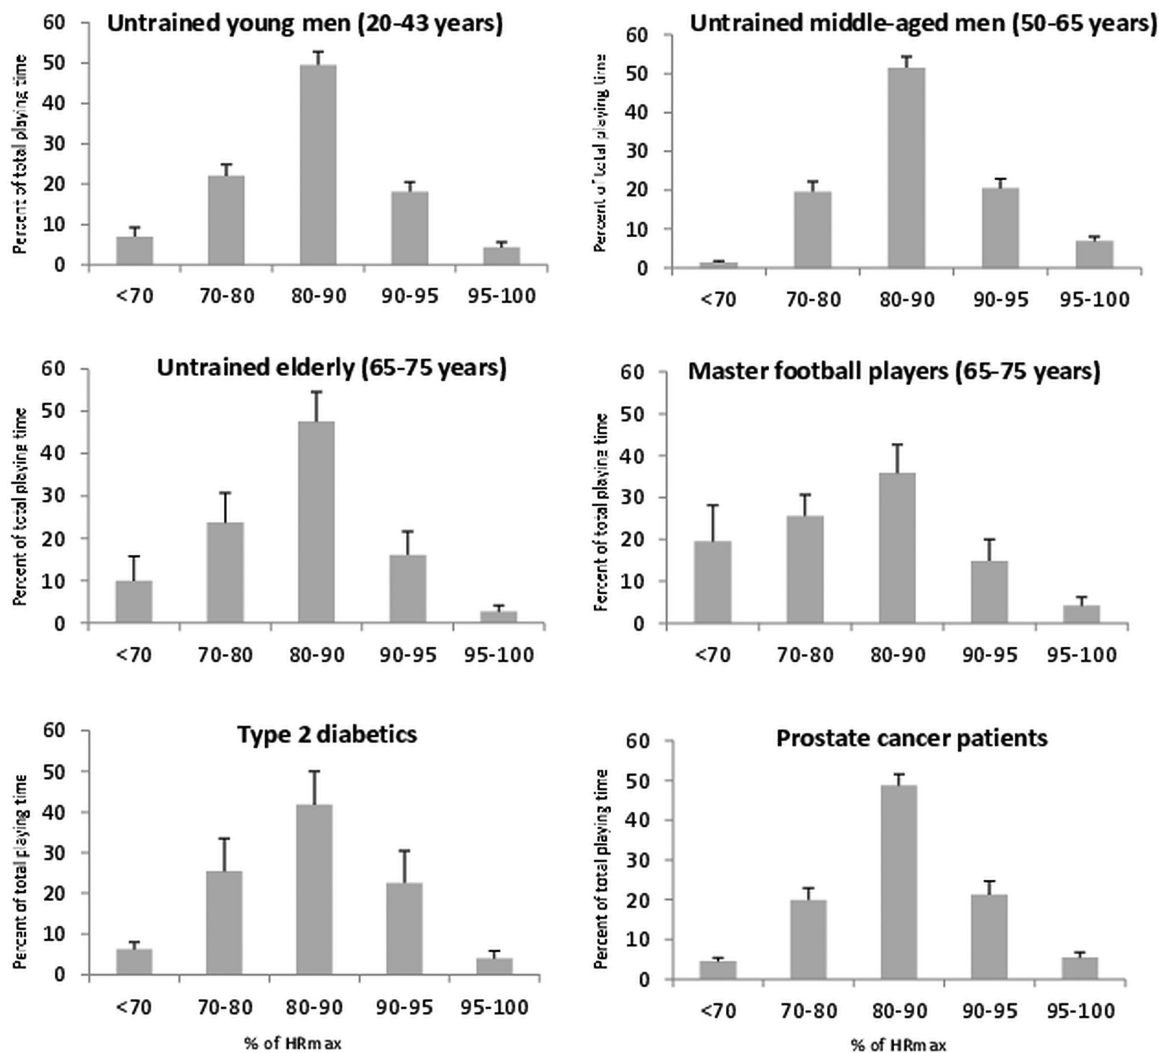 Untrained young men (20-43 years)
Percent of total playing time
60
50
40
30
20
10
0
<70 70-80 80-90 90-95 95-100
Untrained middle-aged men (50-65 years)
Percent of total playing time
60
50
40
30
20
10
0
<70 70-80 80-90 90-95 95-100
Untrained elderly (65-75 years)
Percent of total playing time
60
50
40
30
20
10
0
<70 70-80 80-90 90-95 95-100
Master football players (65-75 years)
Percent of total playing time
60
50
40
30
20
10
0
<70 70-80 80-90 90-95 95-100
Type 2 diabetics
Percent of total playing time
60
50
40
30
20
10
0
<70 70-80 80-90 90-95 95-100
% of HRmax
Prostate cancer patients
Percent of total playing time
60
50
40
30
20
10
0
<70 70-80 80-90 90-95 95-100
% of HRmax